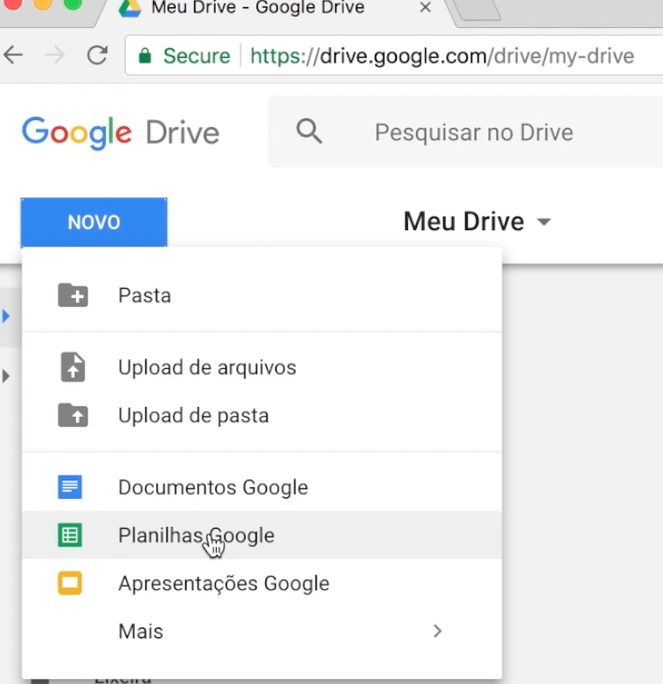 Meu Drive - Google Drive
Secure https://drive.google.com/drive/my-drive
Google Drive
Pesquisar no Drive
NOVO
Meu Drive
Pasta
Upload de arquivos
Upload de pasta
Documentos Google
Planilhas Google
Apresentações Google
Mais